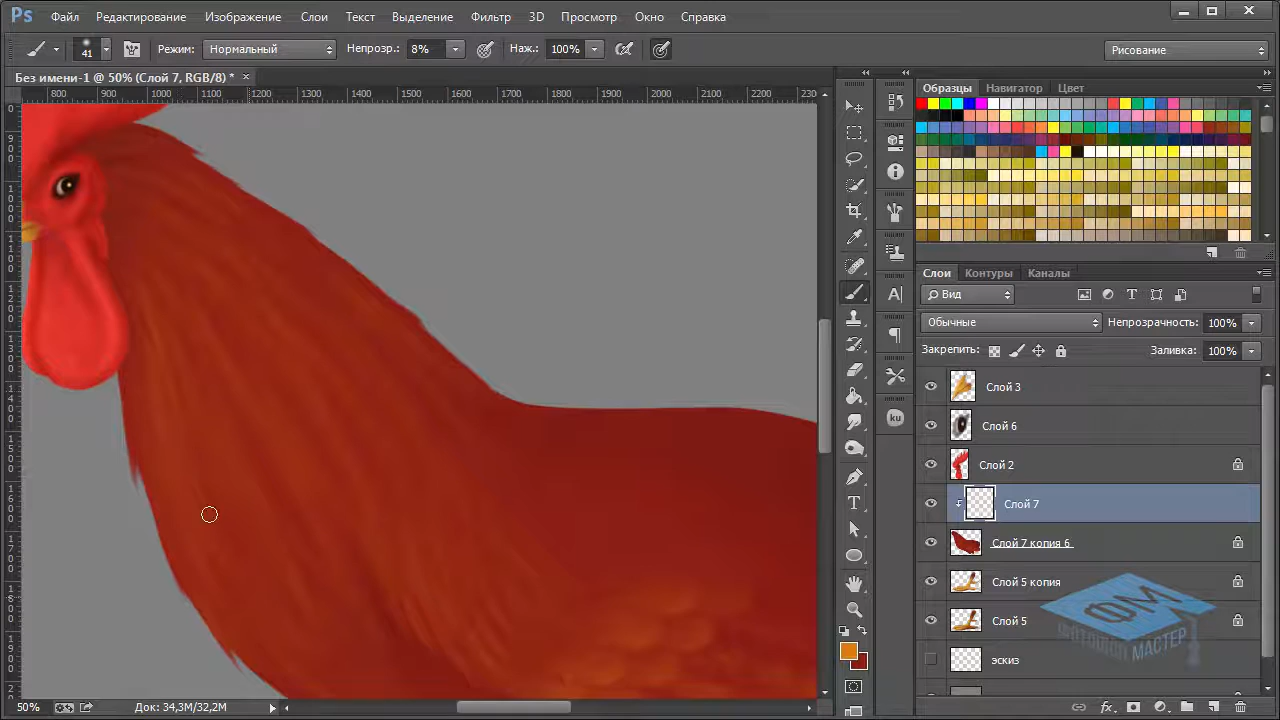 Ps Файл Редактирование Изображение Слои Текст Выделение Фильтр 3D Просмотр Окно Справка
41 Режим: Нормальный Непрозр.: 8% Наж.: 100% Рисование
Без имени-1 @ 50% (Слой 7, RGB/8) * ×
800 900 1000 1100 1200 1300 1400 1500 1600 1700 1800 1900 2000 2100 2200 2300
Образцы Навигатор Цвет
Слои Контуры Каналы
Вид
Обычные Непрозрачность: 100%
Закрепить: Заливка: 100%
Слой 3
Слой 6
Слой 2
Слой 7
Слой 7 копия 6
Слой 5 копия
Слой 5
эскиз
ФМ
ФОТОШОП МАСТЕР
50% Док: 34,3M/32,2M